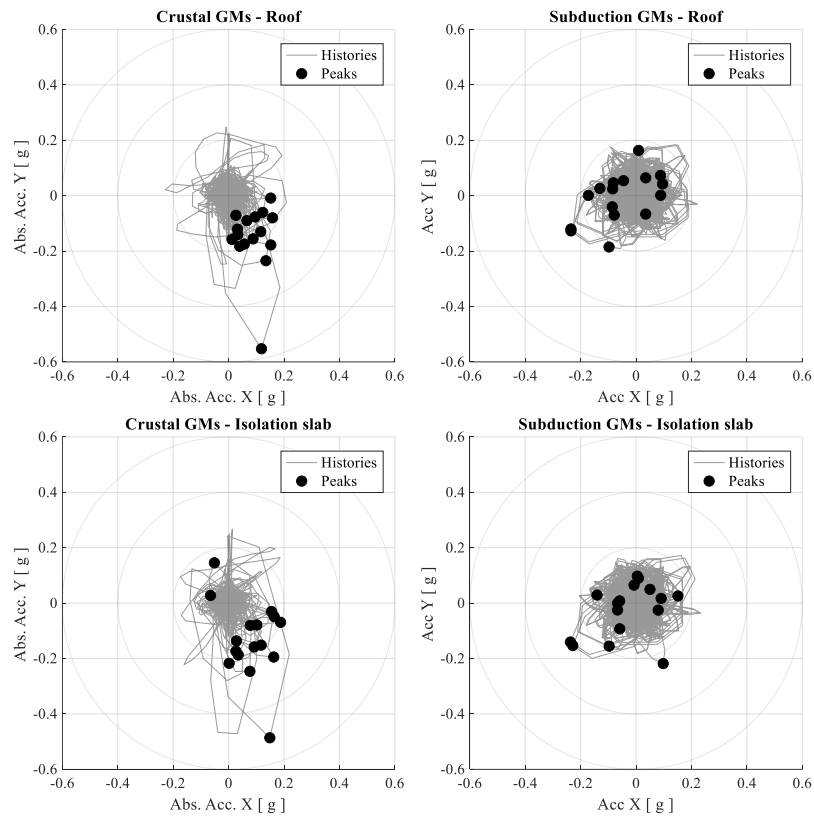 Crustal GMs - Roof
0.6
0.4
0.2
0
-0.2
-0.4
-0.6
Abs. Acc. Y [ g ]
Histories
Peaks
-0.6 -0.4 -0.2 0 0.2 0.4 0.6
Abs. Acc. X [ g ]
Subduction GMs - Roof
0.6
0.4
0.2
0
-0.2
-0.4
-0.6
Acc Y [ g ]
Histories
Peaks
-0.6 -0.4 -0.2 0 0.2 0.4 0.6
Acc X [ g ]
Crustal GMs - Isolation slab
0.6
0.4
0.2
0
-0.2
-0.4
-0.6
Abs. Acc. Y [ g ]
Histories
Peaks
-0.6 -0.4 -0.2 0 0.2 0.4 0.6
Abs. Acc. X [ g ]
Subduction GMs - Isolation slab
0.6
0.4
0.2
0
-0.2
-0.4
-0.6
Acc Y [ g ]
Histories
Peaks
-0.6 -0.4 -0.2 0 0.2 0.4 0.6
Acc X [ g ]